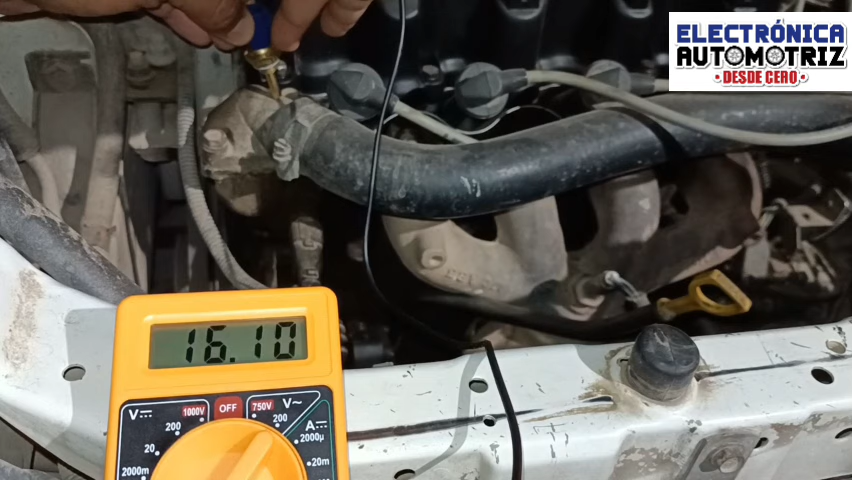 ELECTRÓNICA
AUTOMOTRIZ
• DESDE CERO •
16.10
V⎓
1000V
OFF
750V
V~
200
200
A⎓
20
2000µ
2000m
20m